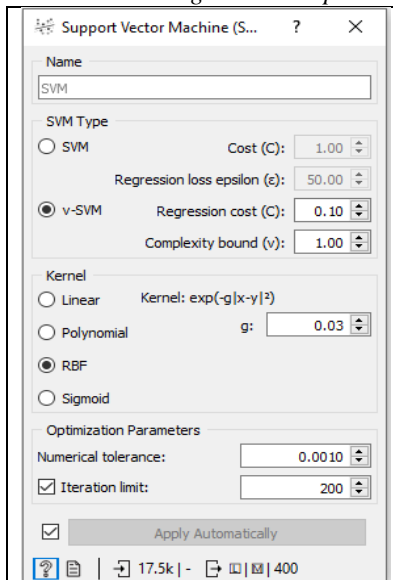 Support Vector Machine (S... ? ✕
Name
SVM
SVM Type
SVM Cost (C): 1.00
Regression loss epsilon (ε): 50.00
ν-SVM Regression cost (C): 0.10
Complexity bound (ν): 1.00
Kernel
Linear Kernel: exp(-g|x-y|²)
Polynomial g: 0.03
RBF
Sigmoid
Optimization Parameters
Numerical tolerance: 0.0010
Iteration limit: 200
Apply Automatically
? 17.5k | - | 400